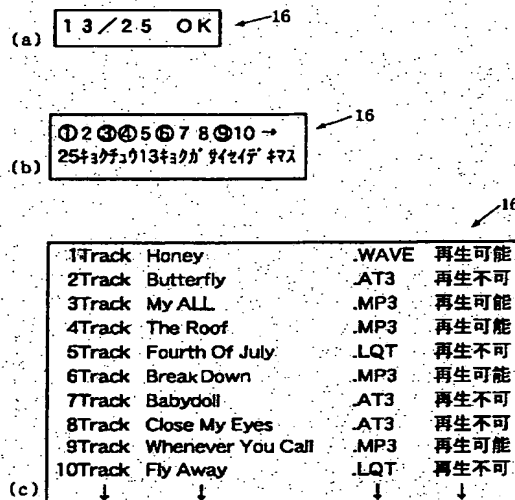 (a) 13/25 OK 16
16
(b) ①2③④5⑥7 8⑨10→
25キョクチュウ13キョクガ サイセイデキマス
16
1Track Honey .WAVE 再生可能
2Track Butterfly .AT3 再生不可
3Track My ALL .MP3 再生可能
4Track The Roof .MP3 再生可能
5Track Fourth Of July .LQT 再生不可
6Track Break Down .MP3 再生可能
7Track Babydoll .AT3 再生不可
8Track Close My Eyes .AT3 再生不可
9Track Whenever You Call .MP3 再生可能
10Track Fly Away .LQT 再生不可
(c) ↓ ↓ ↓ ↓